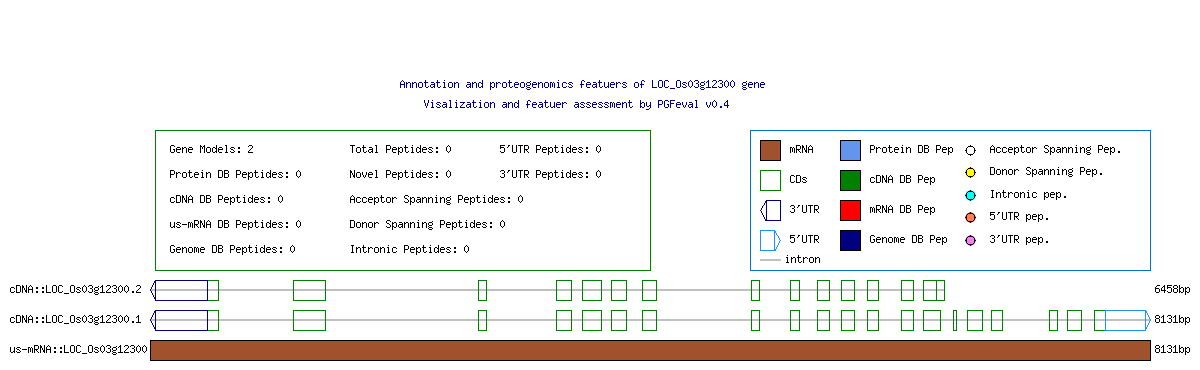 Annotation and proteogenomics featuers of LOC_Os03g12300 gene
Visalization and featuer assessment by PGFeval v0.4
Gene Models: 2 Total Peptides: 0 5'UTR Peptides: 0
Protein DB Peptides: 0 Novel Peptides: 0 3'UTR Peptides: 0
cDNA DB Peptides: 0 Acceptor Spanning Peptides: 0
us-mRNA DB Peptides: 0 Donor Spanning Peptides: 0
Genome DB Peptides: 0 Intronic Peptides: 0
mRNA Protein DB Pep Acceptor Spanning Pep.
CDs cDNA DB Pep Donor Spanning Pep.
3'UTR mRNA DB Pep Intronic pep.
5'UTR Genome DB Pep 5'UTR pep.
intron 3'UTR pep.
cDNA::LOC_Os03g12300.2 6458bp
cDNA::LOC_Os03g12300.1 8131bp
us-mRNA::LOC_Os03g12300 8131bp